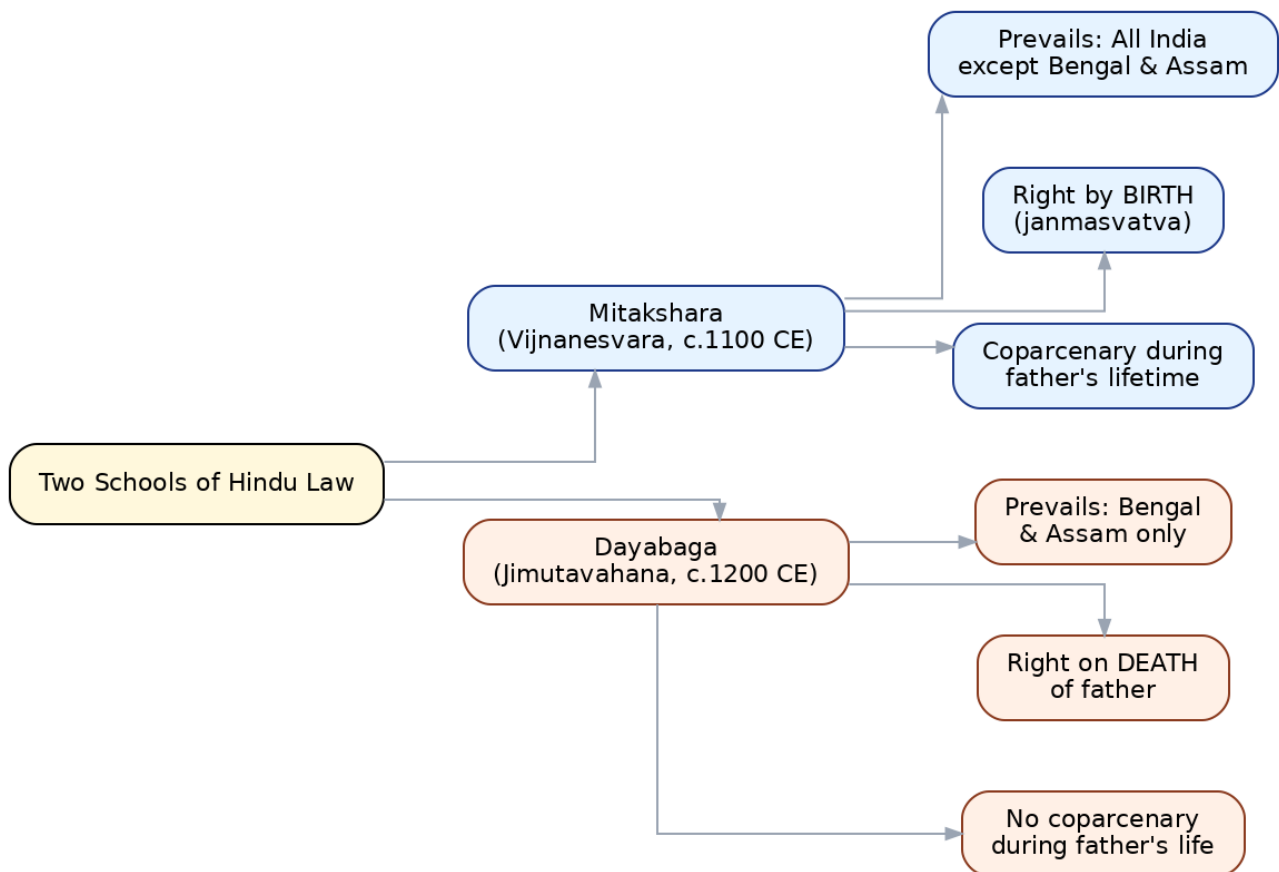 Two Schools of Hindu Law
Mitakshara
(Vijnanesvara, c.1100 CE)
Prevails: All India
except Bengal & Assam
Right by BIRTH
(janmasvatva)
Coparcenary during
father's lifetime
Dayabaga
(Jimutavahana, c.1200 CE)
Prevails: Bengal
& Assam only
Right on DEATH
of father
No coparcenary
during father's life